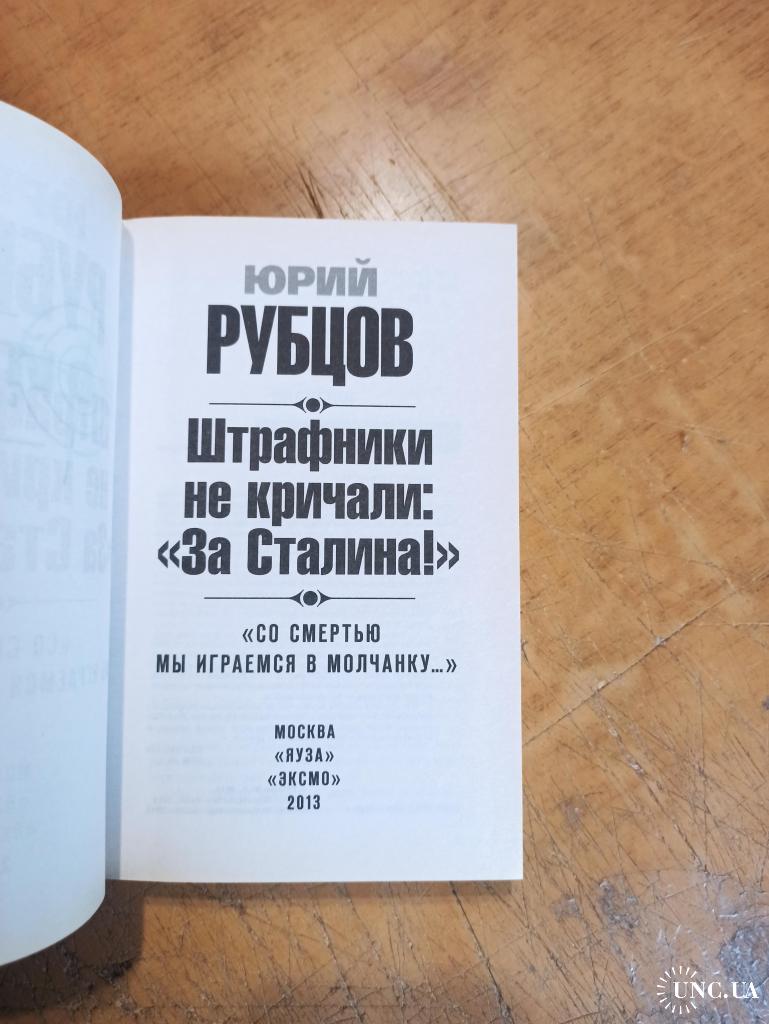 ЮРИЙ
РУБЦОВ
Штрафники
не кричали:
«За Сталина!»
«СО СМЕРТЬЮ
МЫ ИГРАЕМСЯ В МОЛЧАНКУ...»
МОСКВА
«ЯУЗА»
«ЭКСМО»
2013
UNC.UA